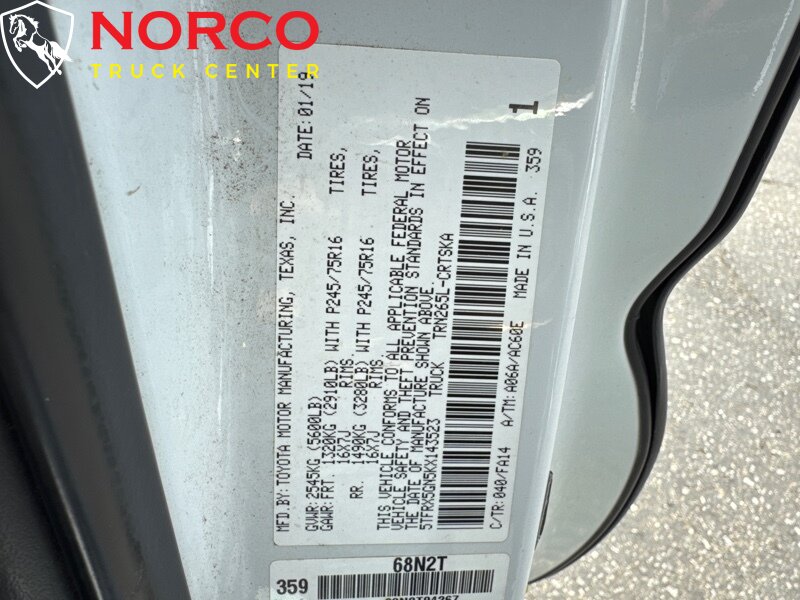 NORCO
TRUCK CENTER
MFD.BY: TOYOTA MOTOR MANUFACTURING, TEXAS, INC. DATE: 01/19
GVWR: 2545KG (5600LB)
GAWR: FRT. 1320KG (2910LB) WITH P245/75R16 TIRES,
16X7J RIMS.
RR. 1490KG (3280LB) WITH P245/75R16 TIRES,
16X7J RIMS.
THIS VEHICLE CONFORMS TO ALL APPLICABLE FEDERAL MOTOR
VEHICLE SAFETY AND THEFT PREVENTION STANDARDS IN EFFECT ON
THE DATE OF MANUFACTURE SHOWN ABOVE.
5TFRX5GN5KX143523 TRUCK TRN265L-CRTSKA
1
C/TR: 040/FA14 A/TM: A06A/AC60E MADE IN U.S.A. 359
68N2T
359